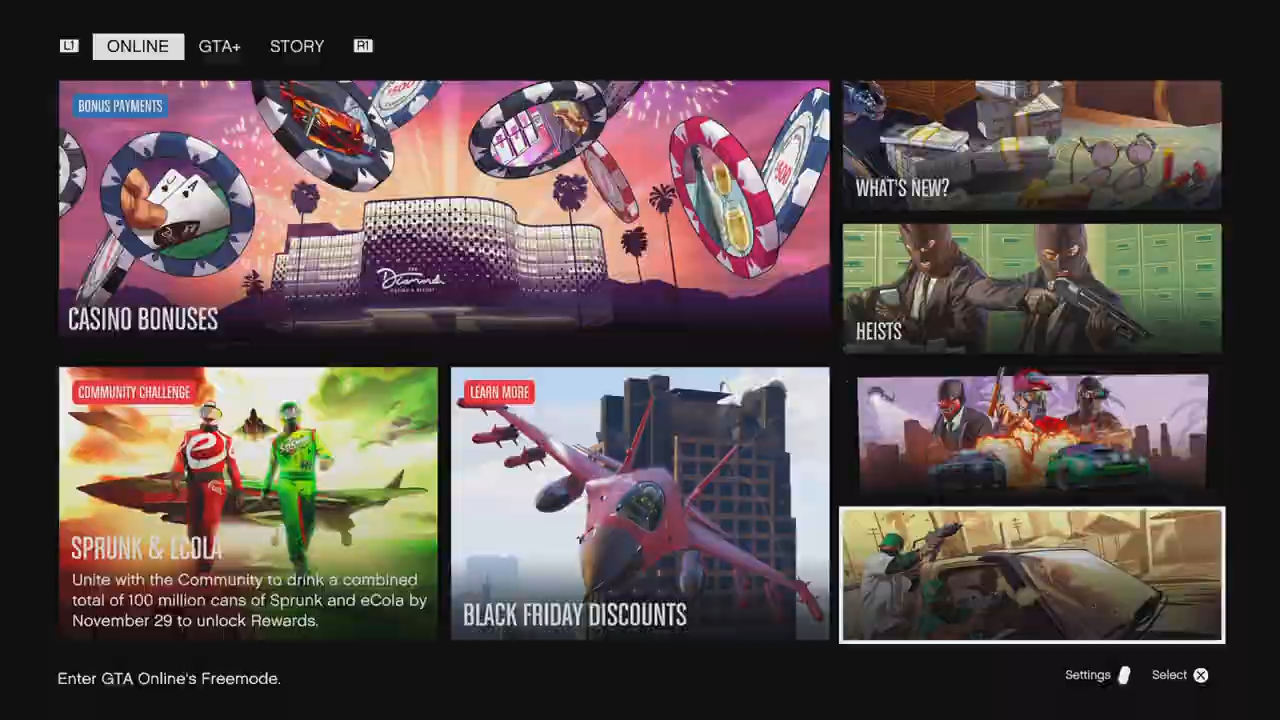 L1 ONLINE GTA+ STORY R1
BONUS PAYMENTS
CASINO BONUSES
WHAT'S NEW?
HEISTS
COMMUNITY CHALLENGE
SPRUNK & ECOLA
Unite with the Community to drink a combined
total of 100 million cans of Sprunk and eCola by
November 29 to unlock Rewards.
LEARN MORE
BLACK FRIDAY DISCOUNTS
Enter GTA Online's Freemode.
Settings Select